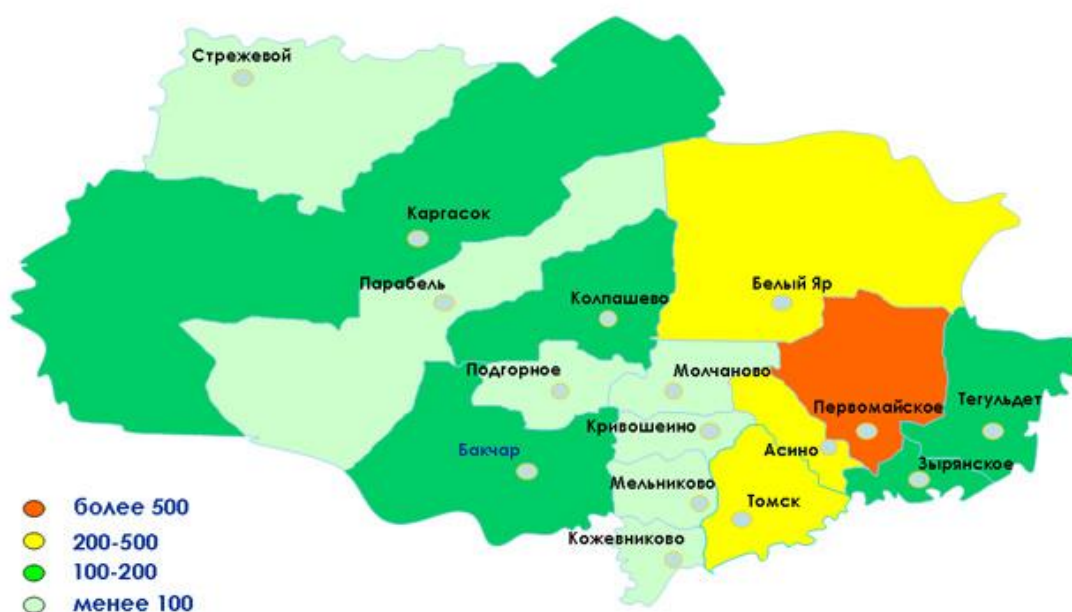 Стрежевой
Каргасок
Парабель
Белый Яр
Колпашево
Подгорное
Молчаново
Тегульдет
Первомайское
Кривошеино
Асино
Бакчар
Зырянское
Мельниково
Томск
Кожевниково
более 500
200-500
100-200
менее 100